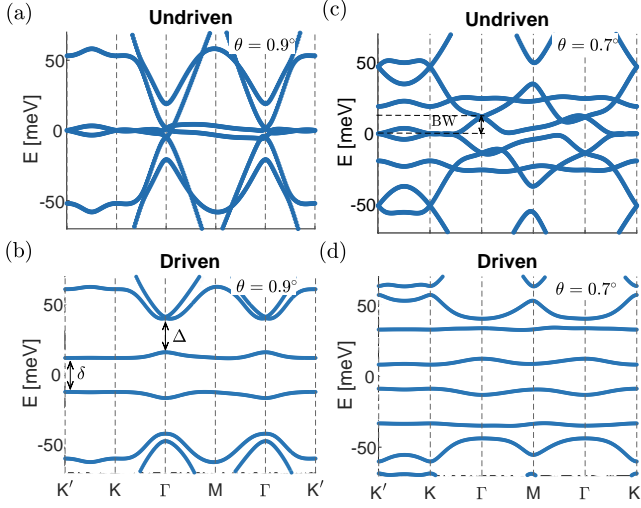 (a)
Undriven
θ = 0.9°
E [meV]
50
0
-50
(c)
Undriven
θ = 0.7°
BW
E [meV]
50
0
-50
(b)
Driven
θ = 0.9°
Δ
δ
E [meV]
50
0
-50
K′ K Γ M Γ K′
(d)
Driven
θ = 0.7°
E [meV]
50
0
-50
K′ K Γ M Γ K